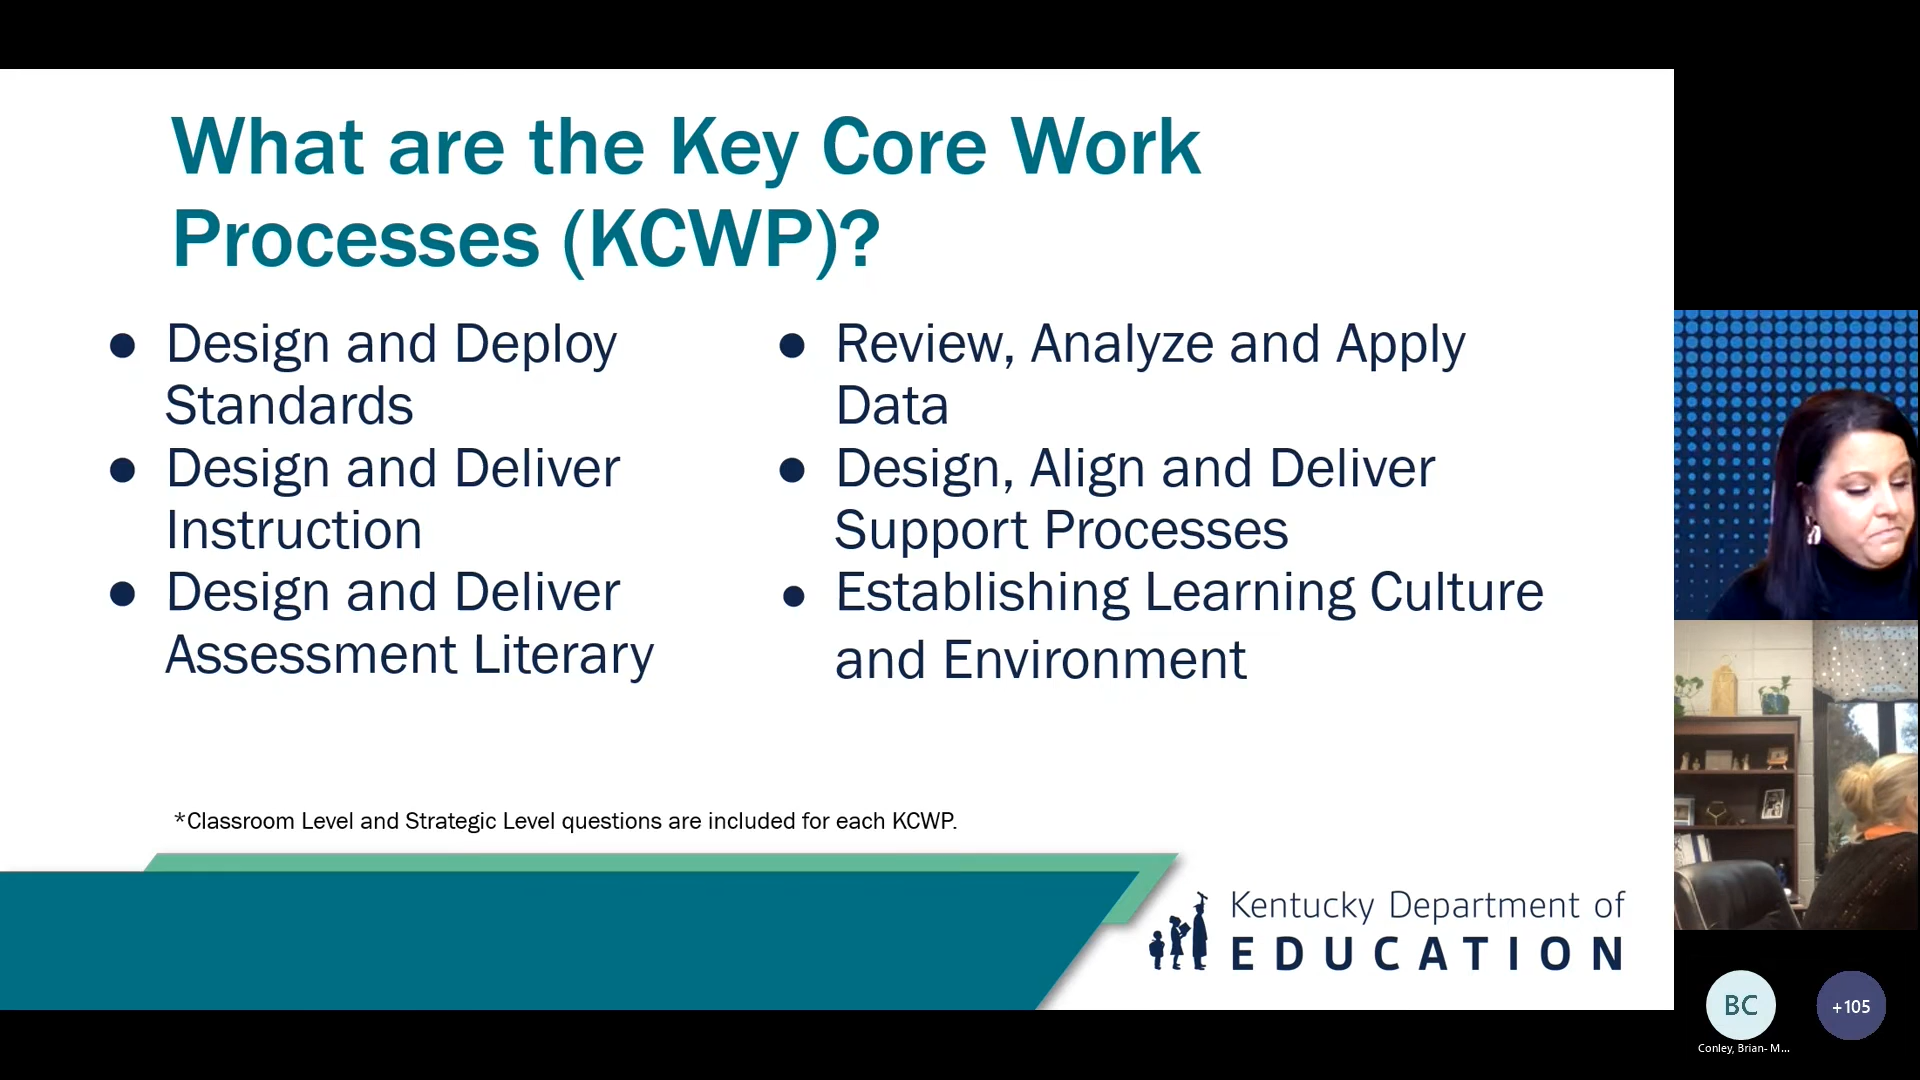 What are the Key Core Work
Processes (KCWP)?
● Design and Deploy
Standards
● Design and Deliver
Instruction
● Design and Deliver
Assessment Literary
● Review, Analyze and Apply
Data
● Design, Align and Deliver
Support Processes
● Establishing Learning Culture
and Environment
*Classroom Level and Strategic Level questions are included for each KCWP.
Kentucky Department of
EDUCATION
BC
+105
Conley, Brian- M...